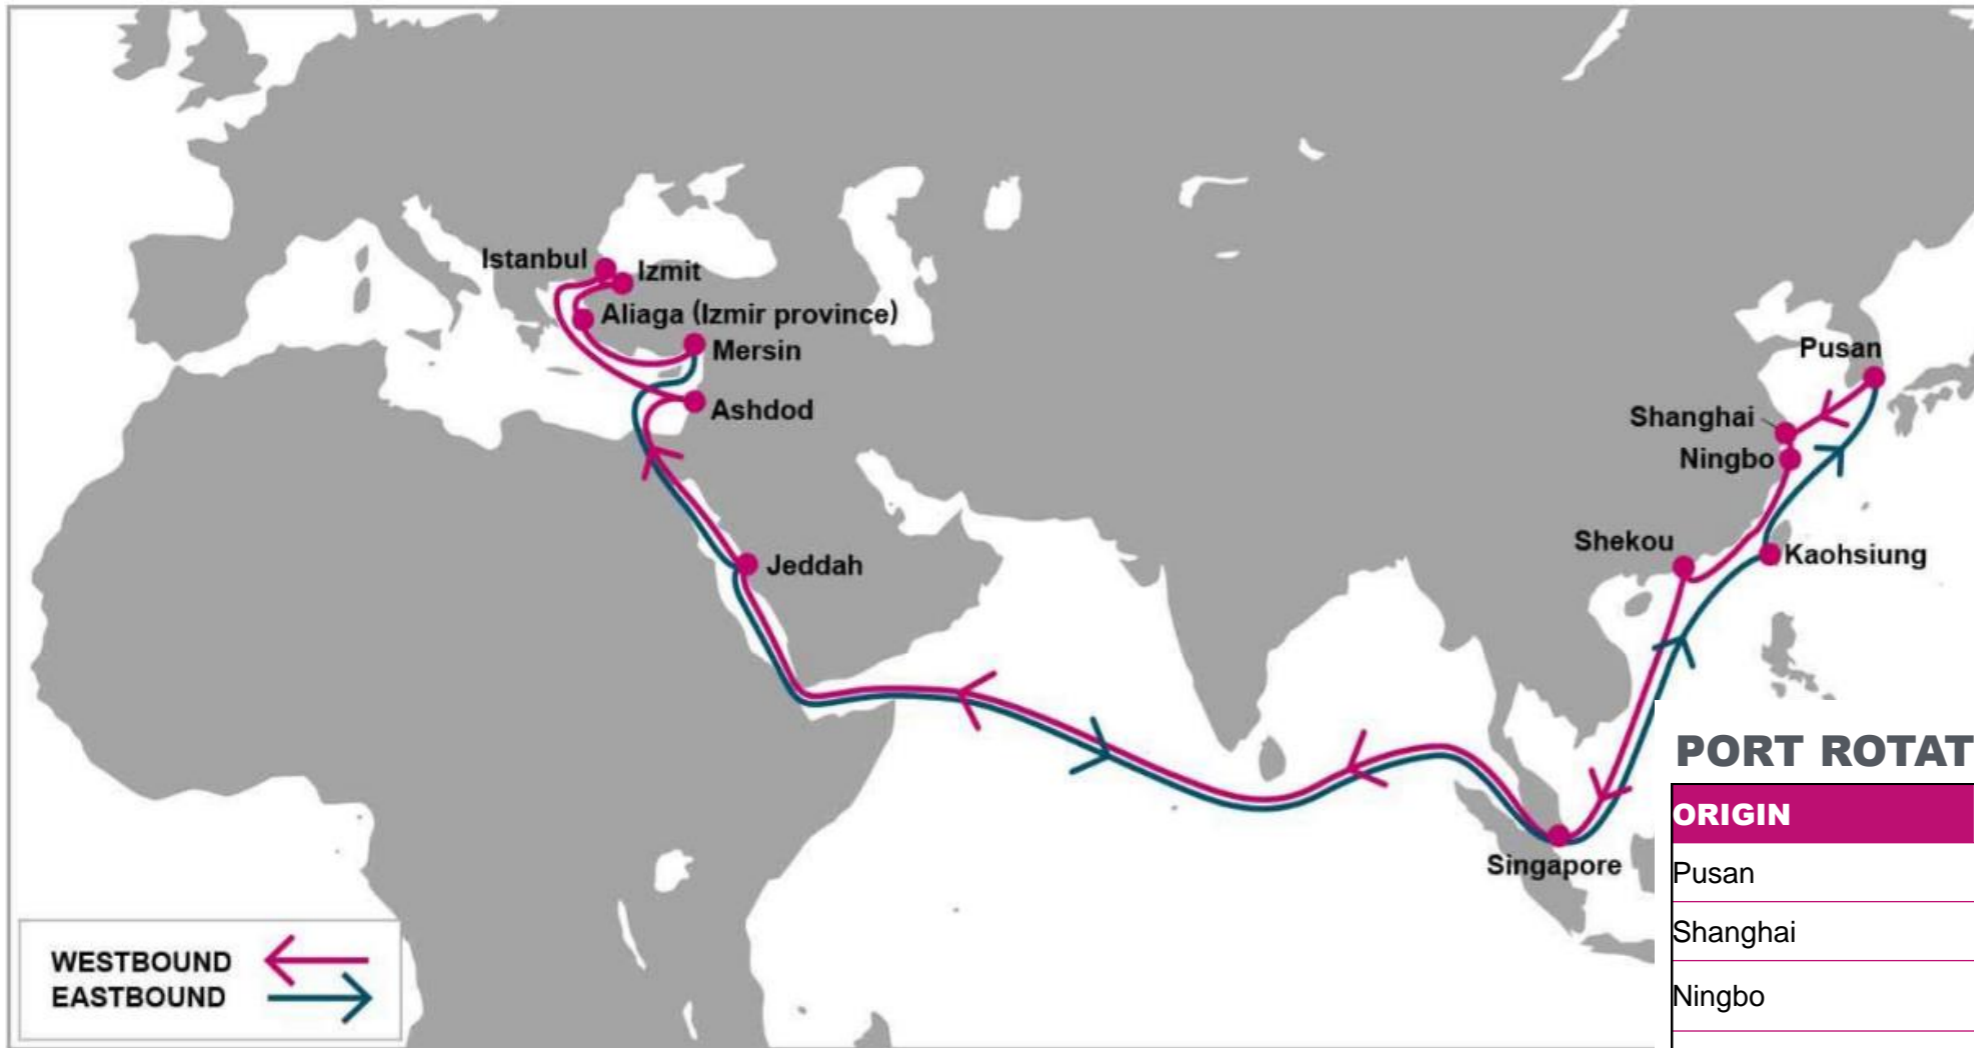 Istanbul
Izmit
Aliaga (Izmir province)
Mersin
Ashdod
Jeddah
Pusan
Shanghai
Ningbo
Shekou
Kaohsiung
Singapore
WESTBOUND
EASTBOUND
PORT ROTAT
ORIGIN
Pusan
Shanghai
Ningbo